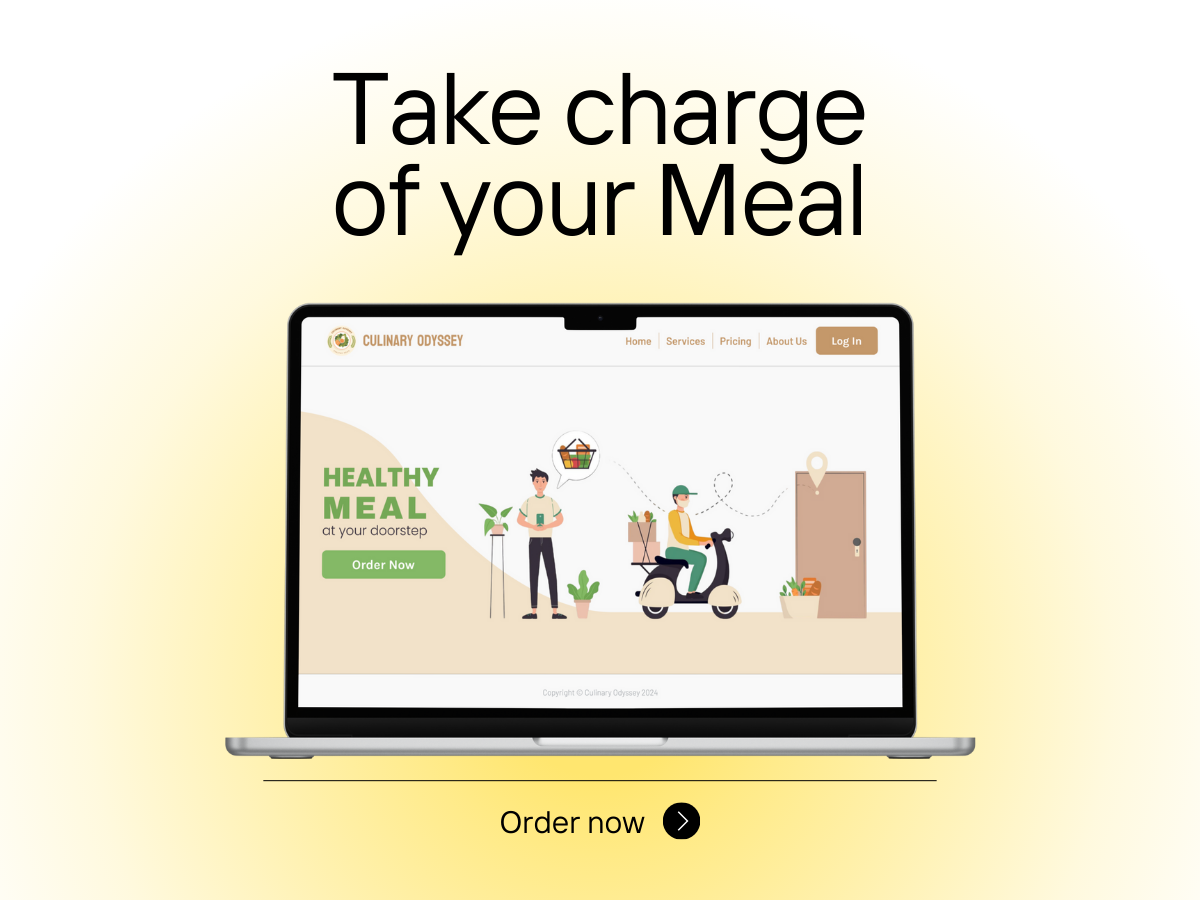 Take charge
of your Meal
CULINARY ODYSSEY
Home
Services
Pricing
About Us
Log In
HEALTHY
MEAL
at your doorstep
Order Now
Copyright © Culinary Odyssey 2024
Order now